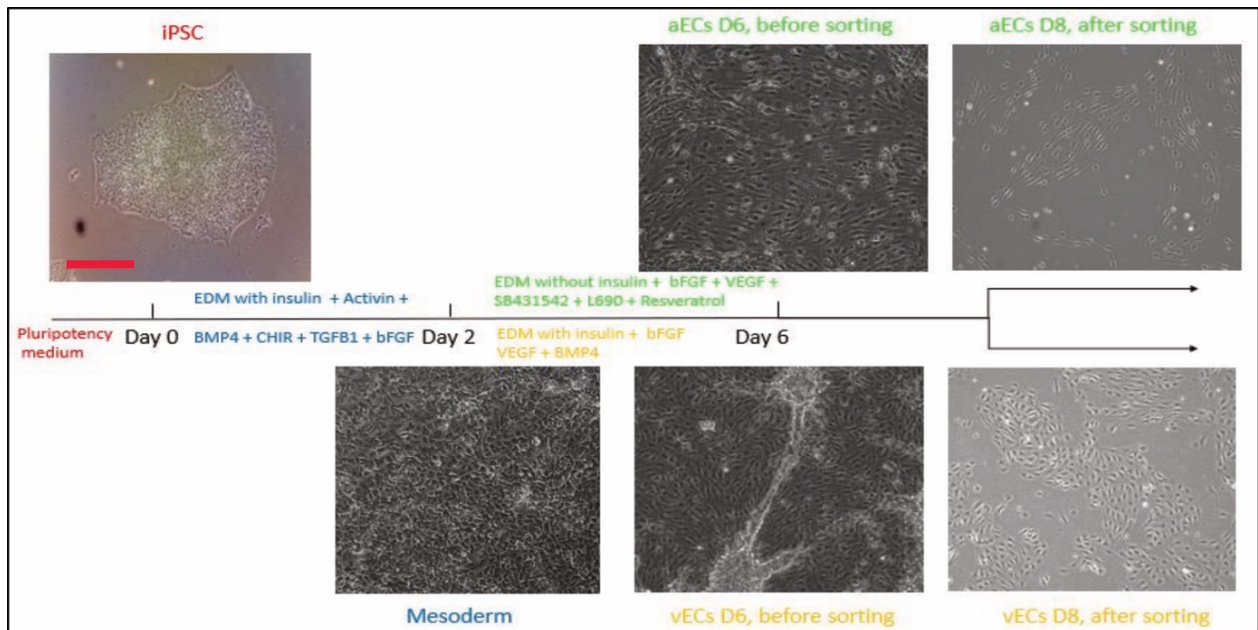 iPSC
aECs D6, before sorting
aECs D8, after sorting
EDM with insulin + Activin +
BMP4 + CHIR + TGFB1 + bFGF
EDM without insulin + bFGF + VEGF +
SB431542 + L690 + Resveratrol
Pluripotency
medium
Day 0
Day 2
EDM with insulin + bFGF
VEGF + BMP4
Day 6
Mesoderm
vECs D6, before sorting
vECs D8, after sorting